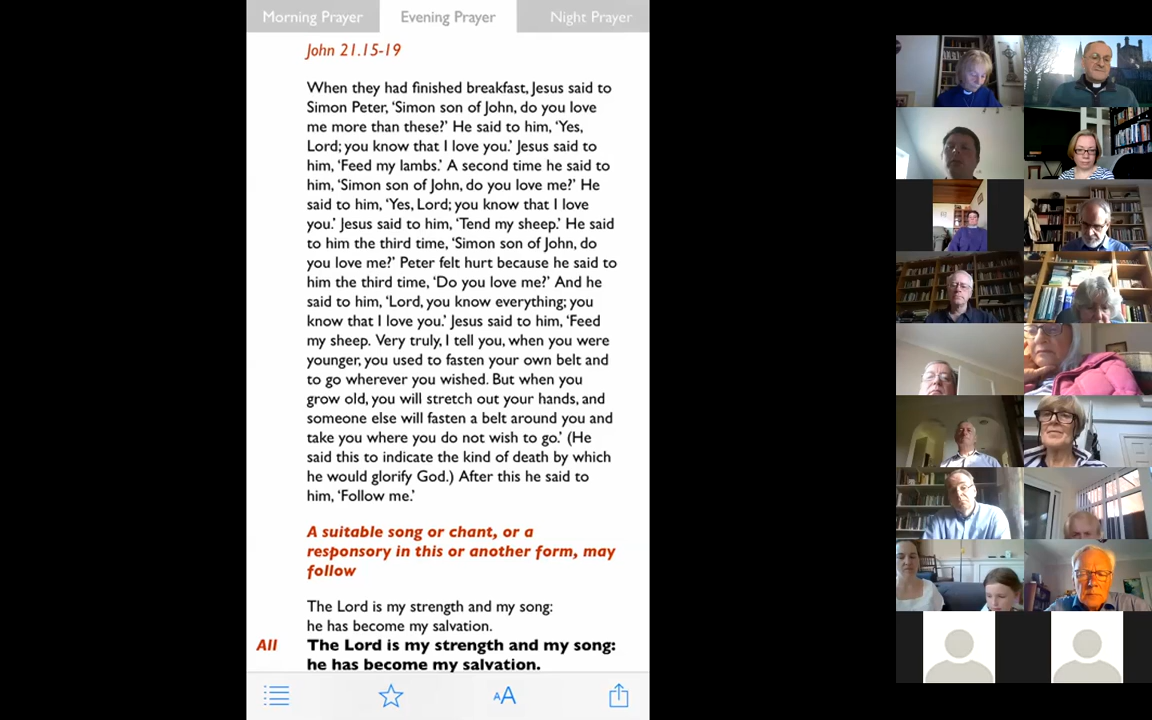 Morning Prayer
Evening Prayer
Night Prayer
John 21.15-19
When they had finished breakfast, Jesus said to
Simon Peter, ‘Simon son of John, do you love
me more than these?’ He said to him, ‘Yes,
Lord; you know that I love you.’ Jesus said to
him, ‘Feed my lambs.’ A second time he said to
him, ‘Simon son of John, do you love me?’ He
said to him, ‘Yes, Lord; you know that I love
you.’ Jesus said to him, ‘Tend my sheep.’ He said
to him the third time, ‘Simon son of John, do
you love me?’ Peter felt hurt because he said to
him the third time, ‘Do you love me?’ And he
said to him, ‘Lord, you know everything; you
know that I love you.’ Jesus said to him, ‘Feed
my sheep. Very truly, I tell you, when you were
younger, you used to fasten your own belt and
to go wherever you wished. But when you
grow old, you will stretch out your hands, and
someone else will fasten a belt around you and
take you where you do not wish to go.’ (He
said this to indicate the kind of death by which
he would glorify God.) After this he said to
him, ‘Follow me.’
A suitable song or chant, or a
responsory in this or another form, may
follow
The Lord is my strength and my song:
he has become my salvation.
All The Lord is my strength and my song:
he has become my salvation.
AA